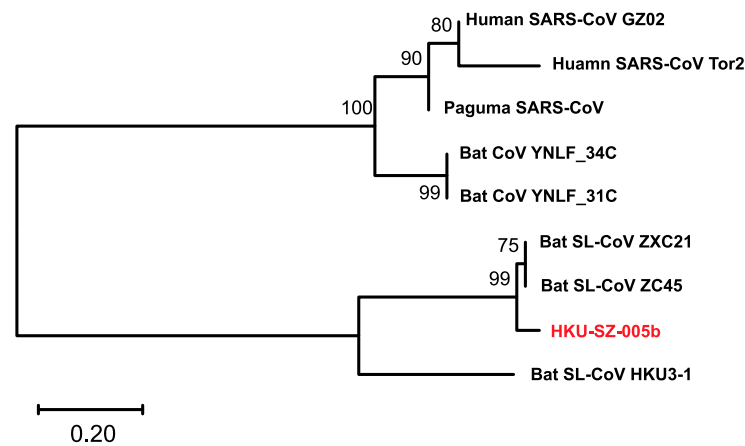 Human SARS-CoV GZ02
80
Huamn SARS-CoV Tor2
90
Paguma SARS-CoV
100
Bat CoV YNLF_34C
99
Bat CoV YNLF_31C
75
Bat SL-CoV ZXC21
99
Bat SL-CoV ZC45
HKU-SZ-005b
Bat SL-CoV HKU3-1
0.20